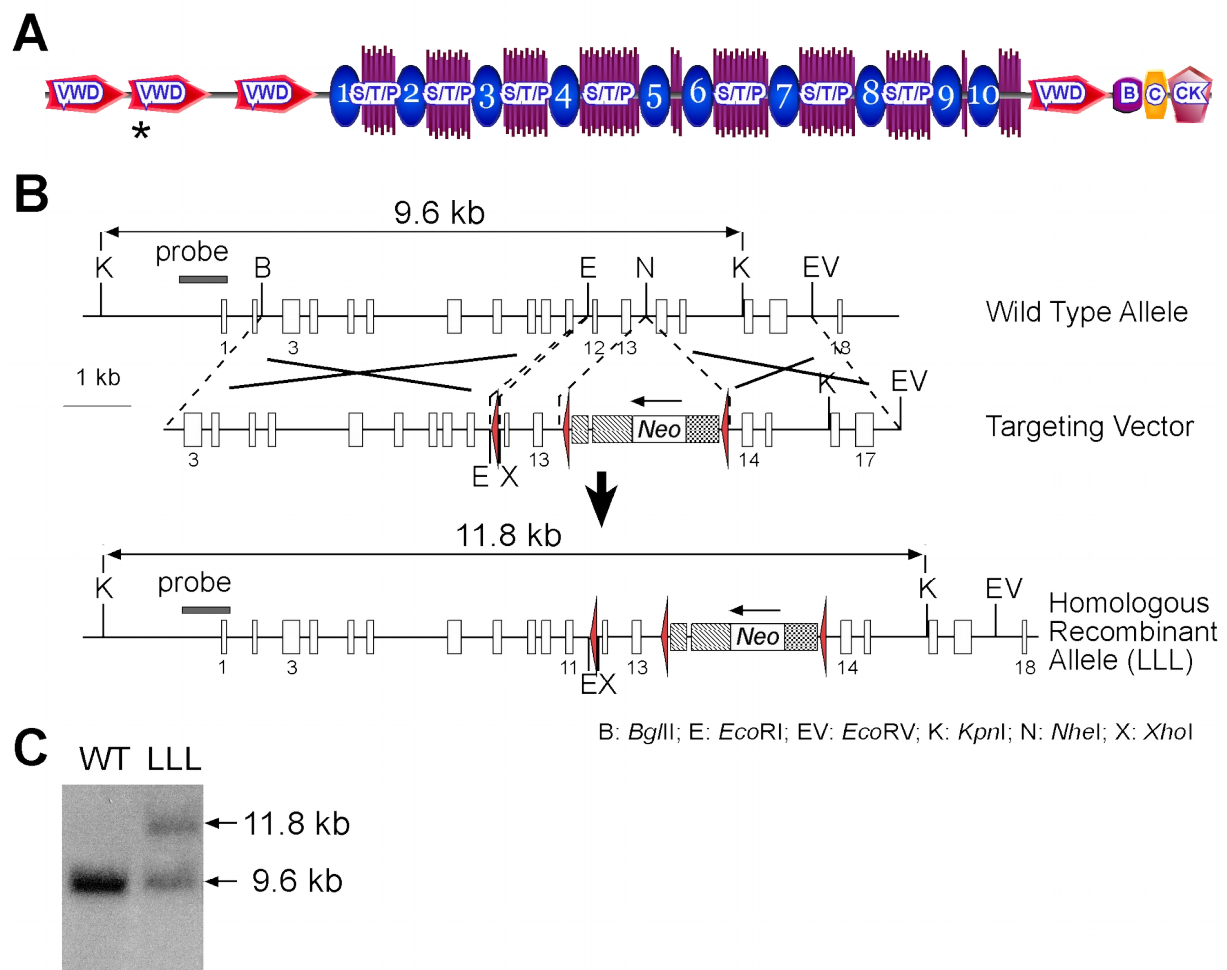 A
VWD VWD VWD 1 S/T/P 2 S/T/P 3 S/T/P 4 S/T/P 5 6 S/T/P 7 S/T/P 8 S/T/P 9 10 VWD B C CK
*
B
9.6 kb
probe
K B E N K EV
Wild Type Allele
1 3 12 13 18
1 kb
K EV
Neo
Targeting Vector
3 13 14 17
E X
11.8 kb
probe
K K EV
Neo
Homologous
Recombinant
Allele (LLL)
1 3 11 13 14 18
EX
B: BglII; E: EcoRI; EV: EcoRV; K: KpnI; N: NheI; X: XhoI
C
WT LLL
11.8 kb
9.6 kb